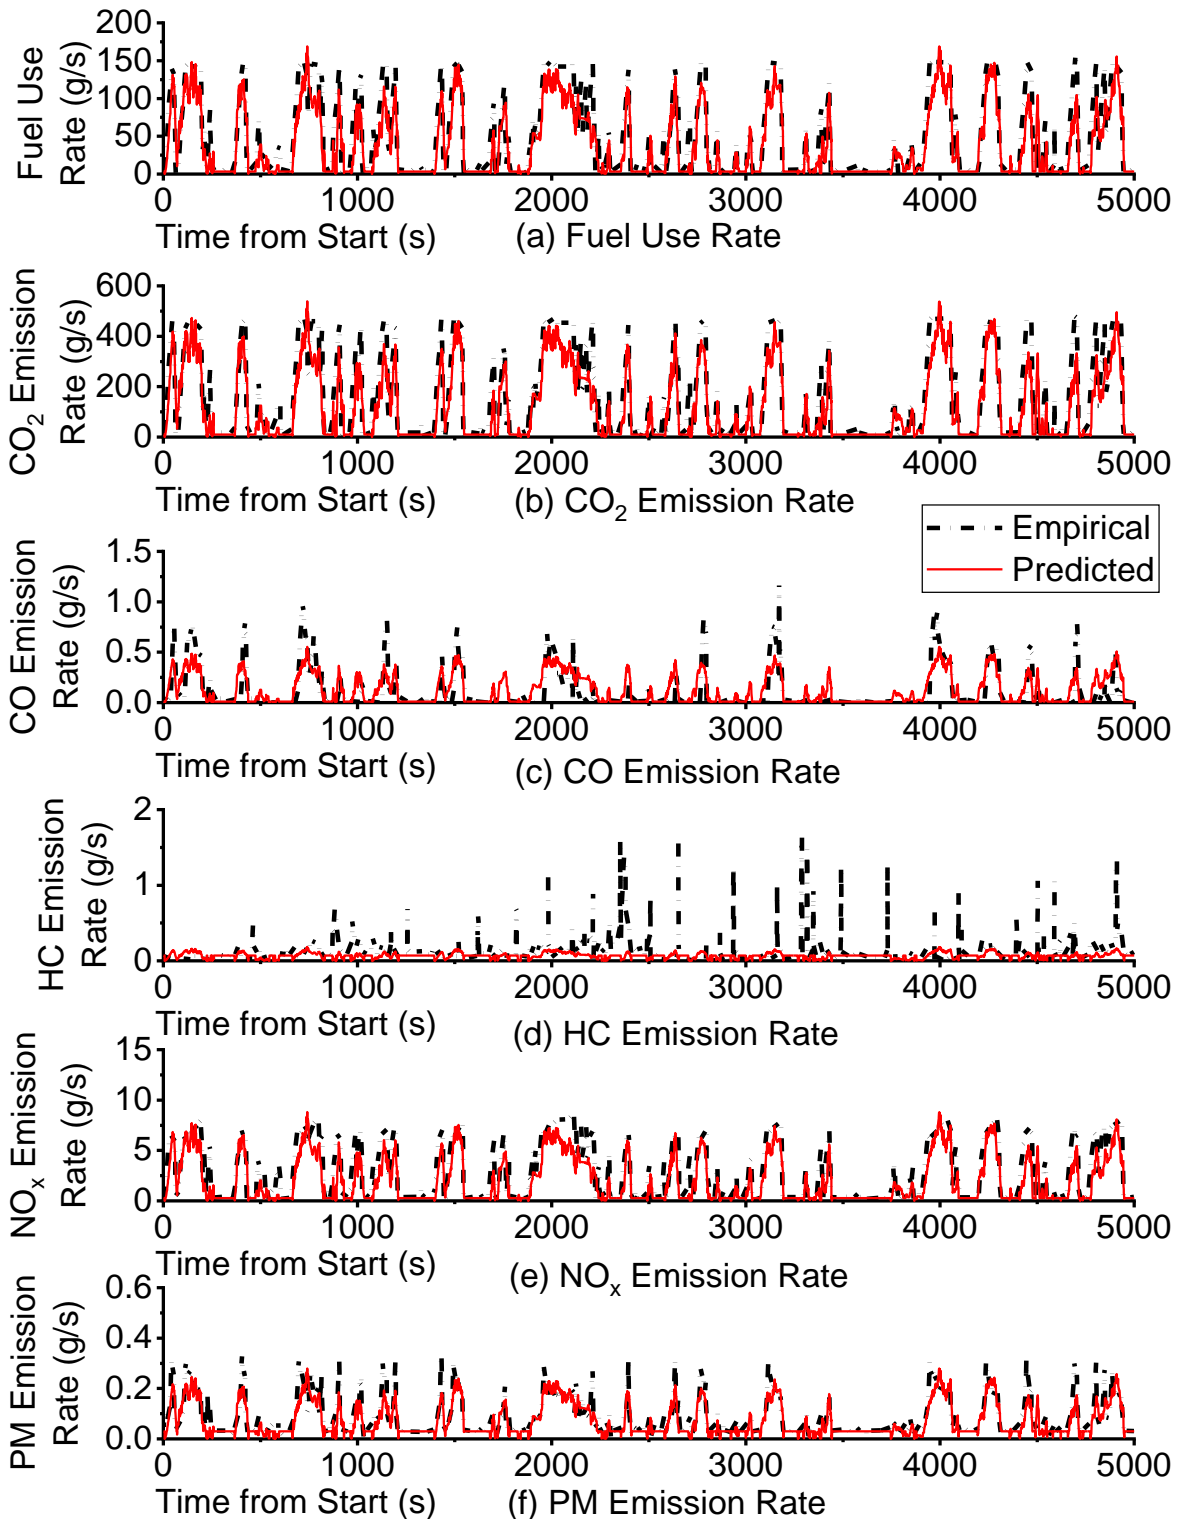 Fuel Use
Rate (g/s)
200
150
100
50
0
0 1000 2000 3000 4000 5000
Time from Start (s)
(a) Fuel Use Rate
CO2 Emission
Rate (g/s)
600
400
200
0
0 1000 2000 3000 4000 5000
Time from Start (s)
(b) CO2 Emission Rate
Empirical
Predicted
CO Emission
Rate (g/s)
1.5
1.0
0.5
0.0
0 1000 2000 3000 4000 5000
Time from Start (s)
(c) CO Emission Rate
HC Emission
Rate (g/s)
2
1
0
0 1000 2000 3000 4000 5000
Time from Start (s)
(d) HC Emission Rate
NOx Emission
Rate (g/s)
15
10
5
0
0 1000 2000 3000 4000 5000
Time from Start (s)
(e) NOx Emission Rate
PM Emission
Rate (g/s)
0.6
0.4
0.2
0.0
0 1000 2000 3000 4000 5000
Time from Start (s)
(f) PM Emission Rate